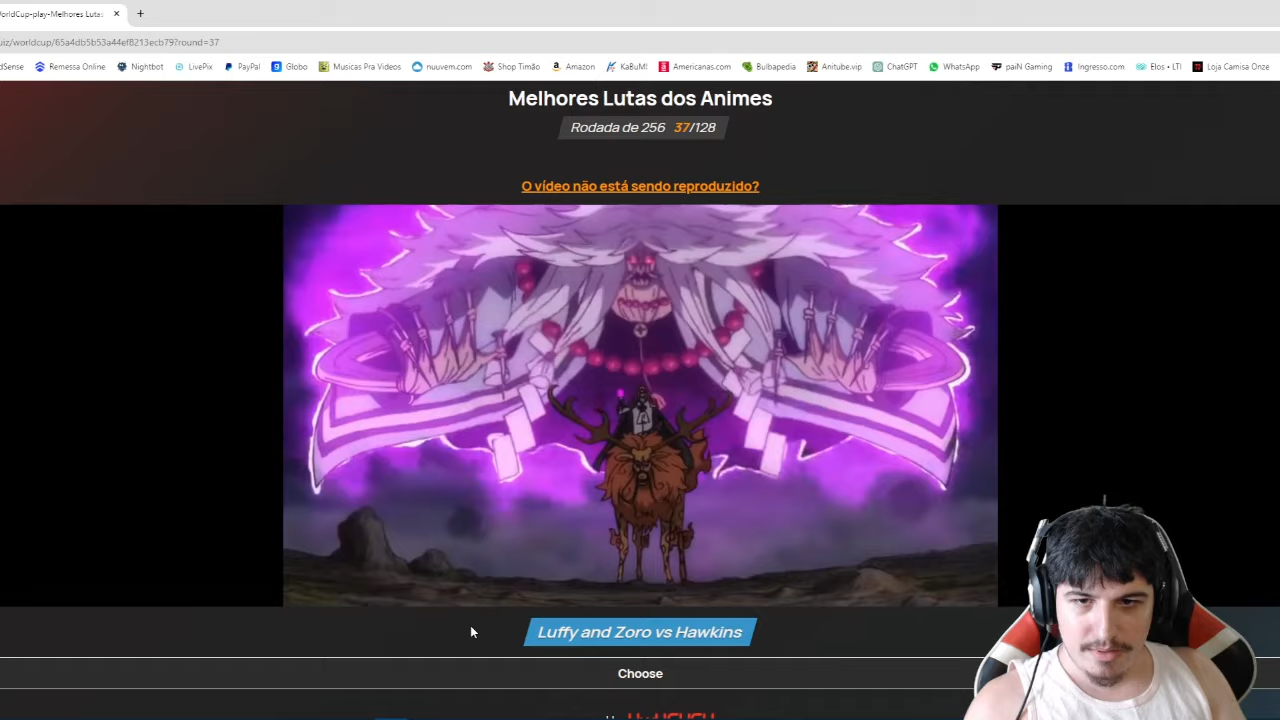 WorldCup-play-Melhores Lutas
iz/worldcup/65a4db5b53a44ef8213ecb79?round=37
dSense Remessa Online Nightbot LivePix PayPal Globo Musicas Pra Videos nuuvem.com Shop Timão Amazon KaBuM! Americanas.com Bulbapedia Anitube.vip ChatGPT WhatsApp paiN Gaming Ingresso.com Elos • LTI Loja Camisa Onze
Melhores Lutas dos Animes
Rodada de 256 37/128
O vídeo não está sendo reproduzido?
Luffy and Zoro vs Hawkins
Choose